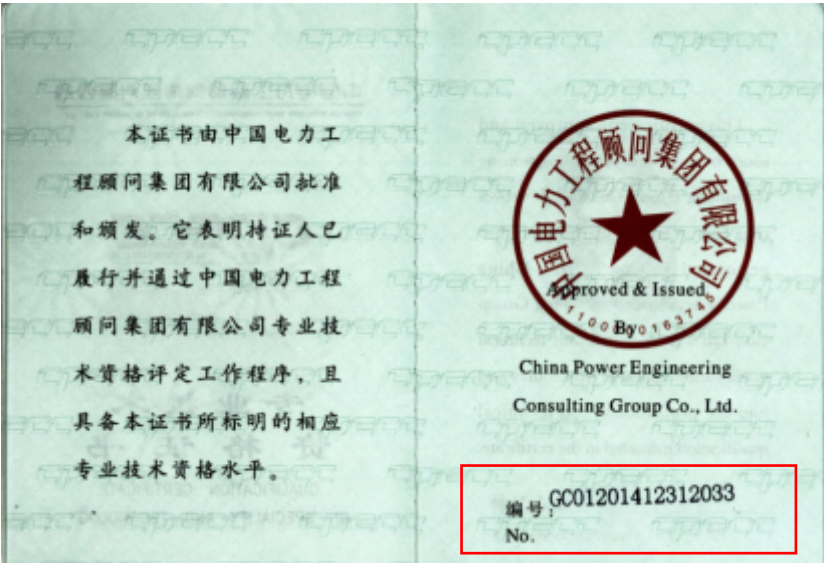 本证书由中国电力工
程顾问集团有限公司批准
和颁发。它表明持证人已
履行并通过中国电力工程
顾问集团有限公司专业技
术资格评定工作程序,且
具备本证书所标明的相应
专业技术资格水平。
中国电力工程顾问集团有限公司
Approved & Issued
By
China Power Engineering
Consulting Group Co., Ltd.
编号:GC01201412312033
No.